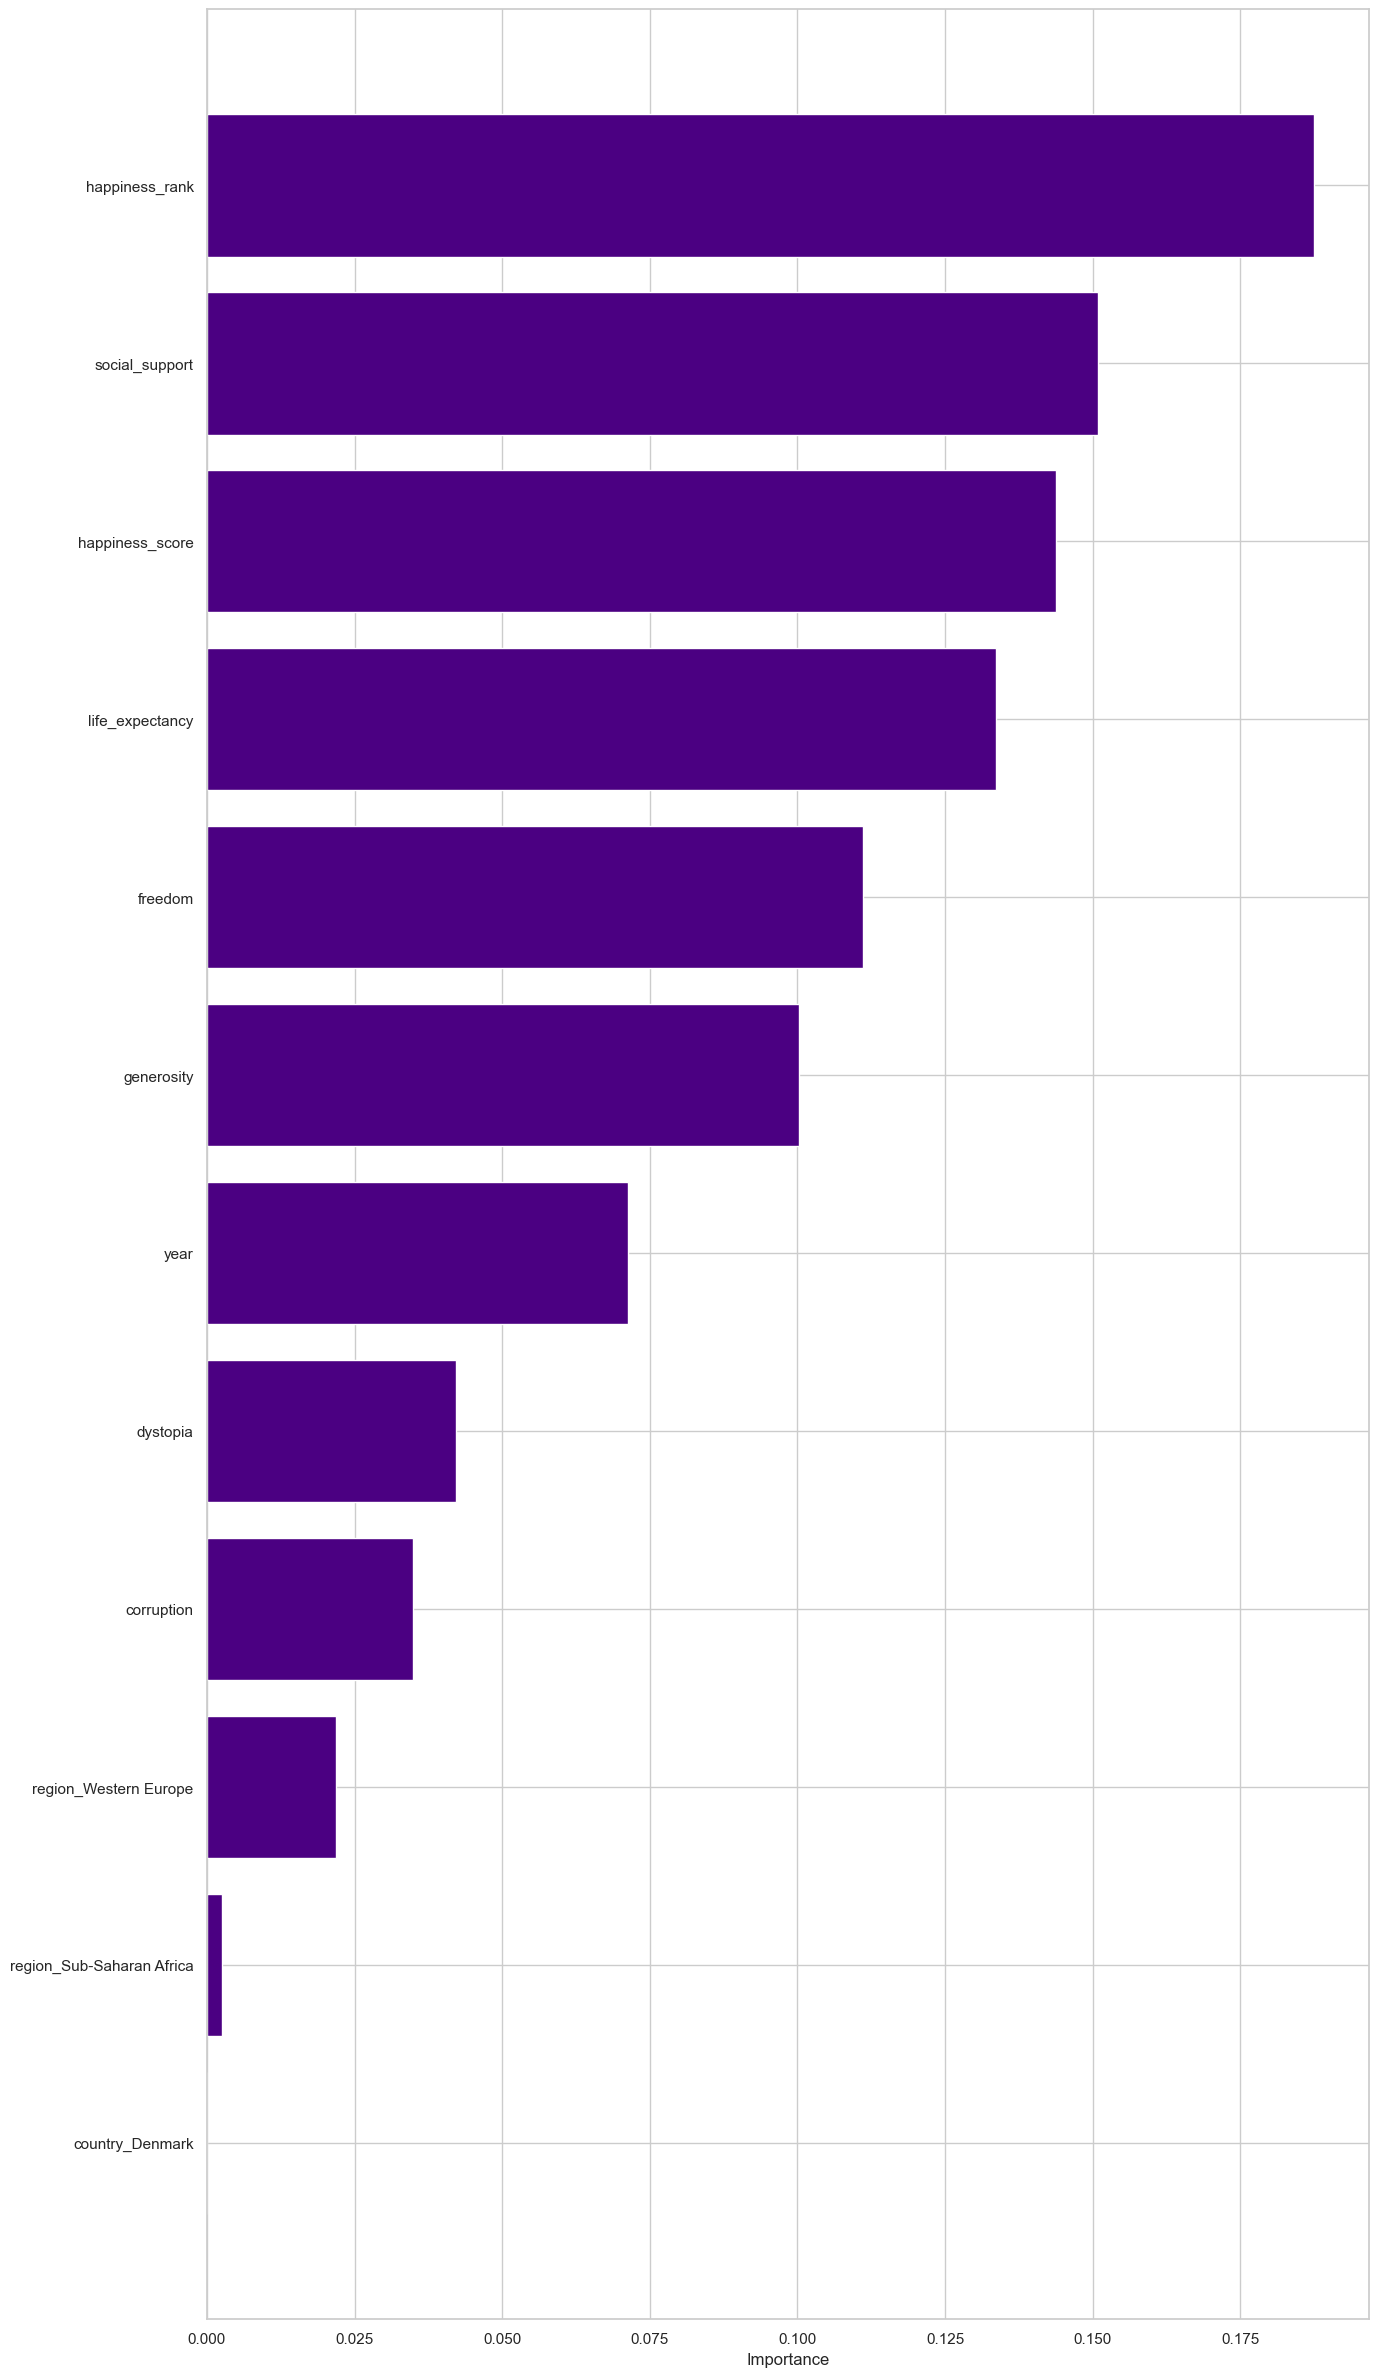 happiness_rank
social_support
happiness_score
life_expectancy
freedom
generosity
year
dystopia
corruption
region_Western Europe
region_Sub-Saharan Africa
country_Denmark
0.000 0.025 0.050 0.075 0.100 0.125 0.150 0.175
Importance